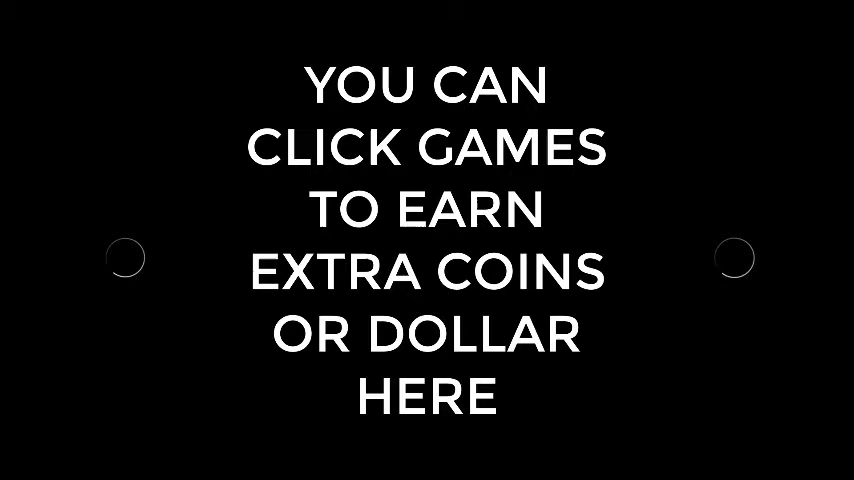 YOU CAN
CLICK GAMES
TO EARN
EXTRA COINS
OR DOLLAR
HERE